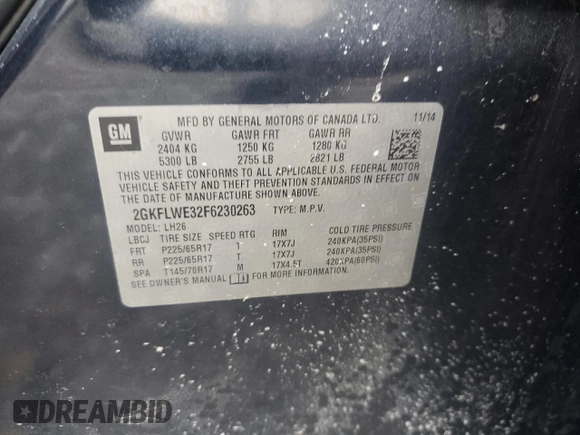 GM
MFD BY GENERAL MOTORS OF CANADA LTD. 11/14
GVWR GAWR FRT GAWR RR
2404 KG 1250 KG 1280 KG
5300 LB 2755 LB 2821 LB
THIS VEHICLE CONFORMS TO ALL APPLICABLE U.S. FEDERAL MOTOR
VEHICLE SAFETY AND THEFT PREVENTION STANDARDS IN EFFECT ON
THE DATE OF MANUFACTURE SHOWN ABOVE.
2GKFLWE32F6230263 TYPE: M.P.V.
MODEL: LH26
LBCJ TIRE SIZE SPEED RTG RIM COLD TIRE PRESSURE
FRT P225/65R17 T 17X7J 240KPA(35PSI)
RR P225/65R17 T 17X7J 240KPA(35PSI)
SPA T145/70R17 M 17X4.5T 420KPA(60PSI)
SEE OWNER'S MANUAL FOR MORE INFORMATION.
DREAMBID